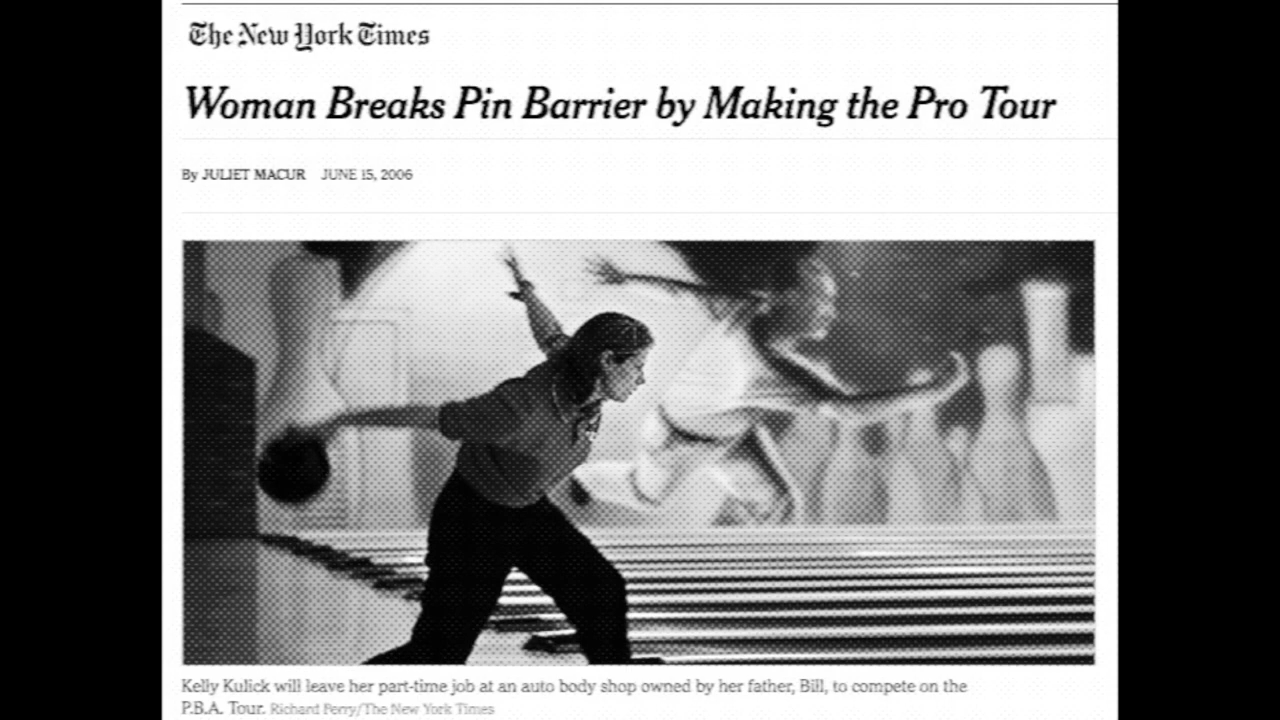 The New York Times
Woman Breaks Pin Barrier by Making the Pro Tour
By JULIET MACUR JUNE 15, 2006
Kelly Kulick will leave her part-time job at an auto body shop owned by her father, Bill, to compete on the
P.B.A. Tour. Richard Perry/The New York Times